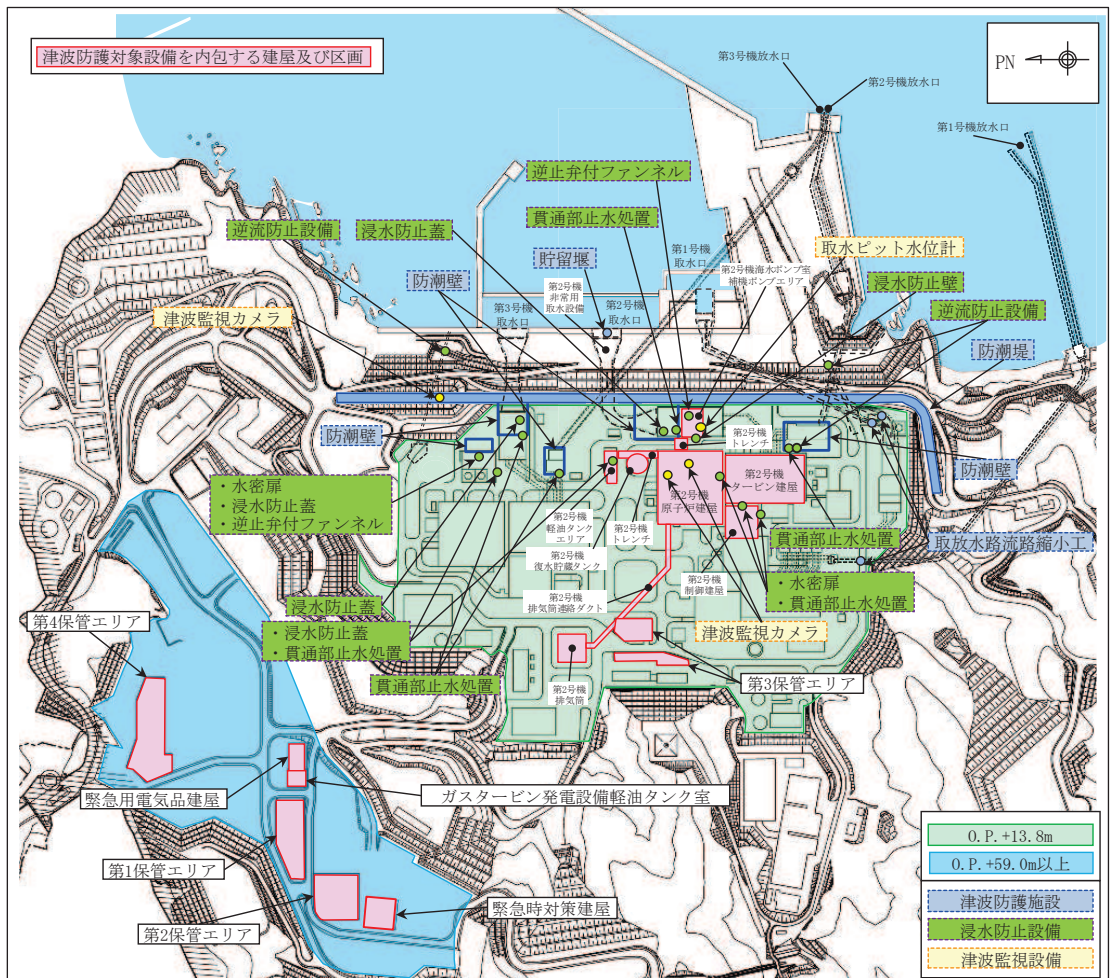 津波防護対象設備を内包する建屋及び区画
PN
第3号機放水口
第2号機放水口
第1号機放水口
逆止弁付ファンネル
貫通部止水処置
逆流防止設備
浸水防止蓋
貯留堰
第1号機
取水口
第2号機海水ポンプ室
補機ポンプエリア
取水ピット水位計
浸水防止壁
逆流防止設備
防潮壁
第2号機
非常用
取水設備
第3号機
取水口
第2号機
取水口
津波監視カメラ
防潮堤
防潮壁
第2号機
トレンチ
防潮壁
・水密扉
・浸水防止蓋
・逆止弁付ファンネル
第2号機
原子炉建屋
第2号機
タービン建屋
第2号機
軽油タンク
エリア
第2号機
トレンチ
貫通部止水処置
取放水路流路縮小工
第2号機
復水貯蔵タンク
第2号機
制御建屋
・水密扉
・貫通部止水処置
浸水防止蓋
第2号機
排気筒連絡ダクト
・浸水防止蓋
・貫通部止水処置
津波監視カメラ
第4保管エリア
貫通部止水処置
第2号機
排気筒
第3保管エリア
緊急用電気品建屋
ガスタービン発電設備軽油タンク室
第1保管エリア
第2保管エリア
緊急時対策建屋
O.P.+13.8m
O.P.+59.0m以上
津波防護施設
浸水防止設備
津波監視設備